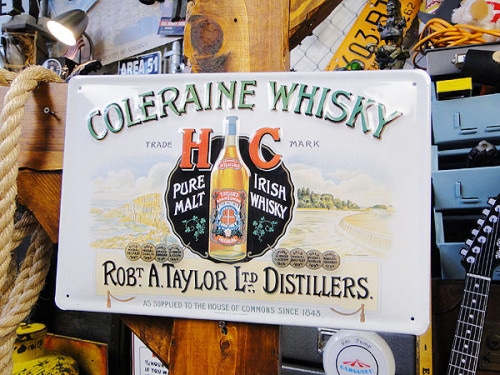 AREA 51
COLERAINE WHISKY
TRADE MARK
H C
PURE MALT
IRISH WHISKY
ROBT A. TAYLOR LTD DISTILLERS.
AS SUPPLIED TO THE HOUSE OF COMMONS SINCE 1843.